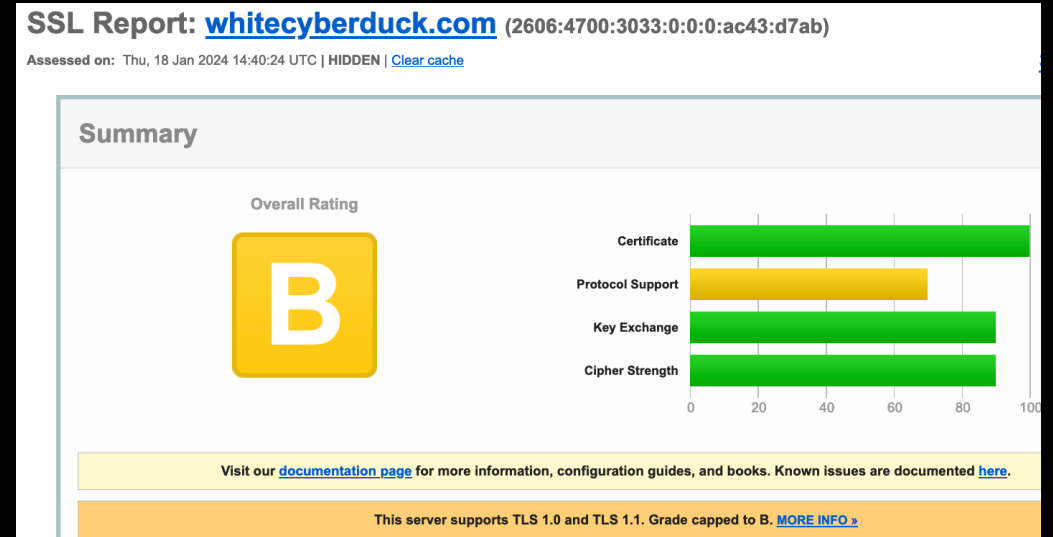 SSL Report: whitecyberduck.com (2606:4700:3033:0:0:0:ac43:d7ab)
Assessed on: Thu, 18 Jan 2024 14:40:24 UTC | HIDDEN | Clear cache
Summary
Overall Rating
B
Certificate
Protocol Support
Key Exchange
Cipher Strength
0 20 40 60 80 100
Visit our documentation page for more information, configuration guides, and books. Known issues are documented here.
This server supports TLS 1.0 and TLS 1.1. Grade capped to B. MORE INFO »